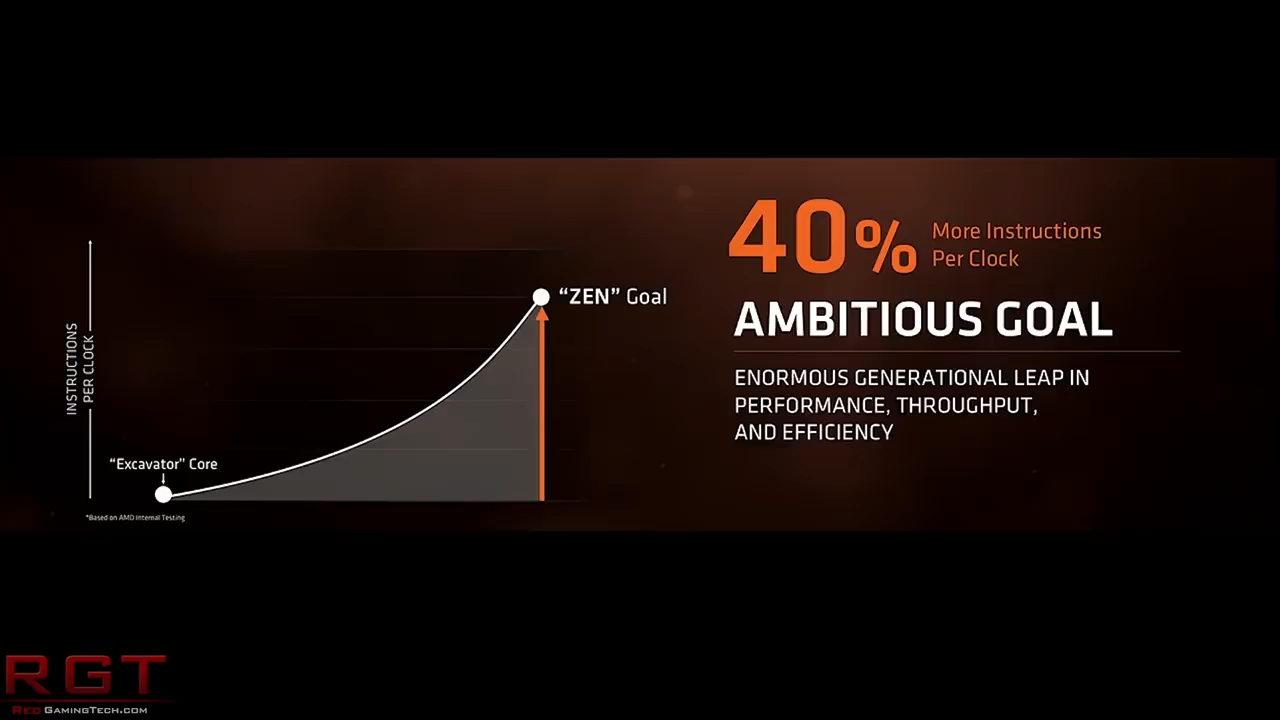 40% More Instructions
Per Clock
AMBITIOUS GOAL
ENORMOUS GENERATIONAL LEAP IN
PERFORMANCE, THROUGHPUT,
AND EFFICIENCY
INSTRUCTIONS
PER CLOCK
“ZEN” Goal
“Excavator” Core
*Based on AMD Internal Testing
RGT
REDGAMINGTECH.COM